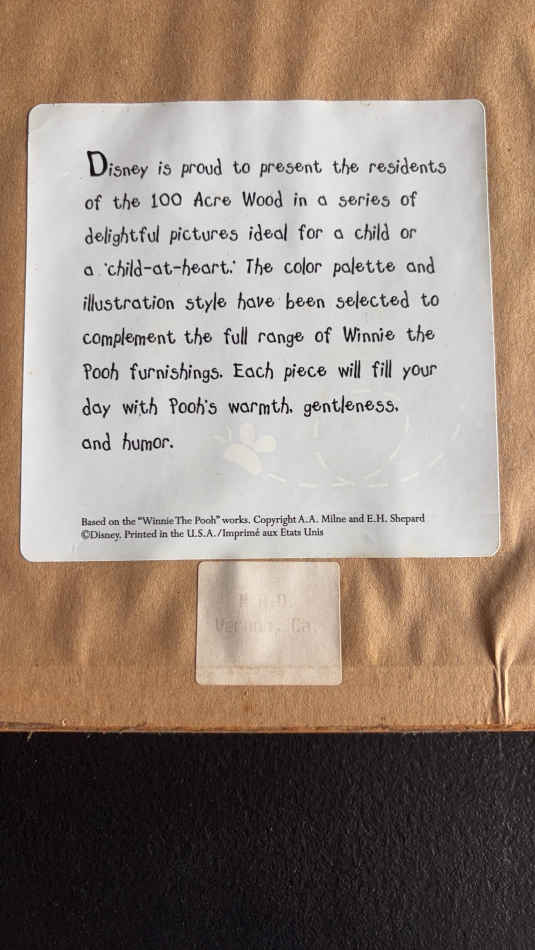 Disney is proud to present the residents
of the 100 Acre Wood in a series of
delightful pictures ideal for a child or
a 'child-at-heart.' The color palette and
illustration style have been selected to
complement the full range of Winnie the
Pooh furnishings. Each piece will fill your
day with Pooh's warmth, gentleness,
and humor.
Based on the "Winnie The Pooh" works. Copyright A.A. Milne and E.H. Shepard
©Disney. Printed in the U.S.A./Imprimé aux Etats Unis
Ca.